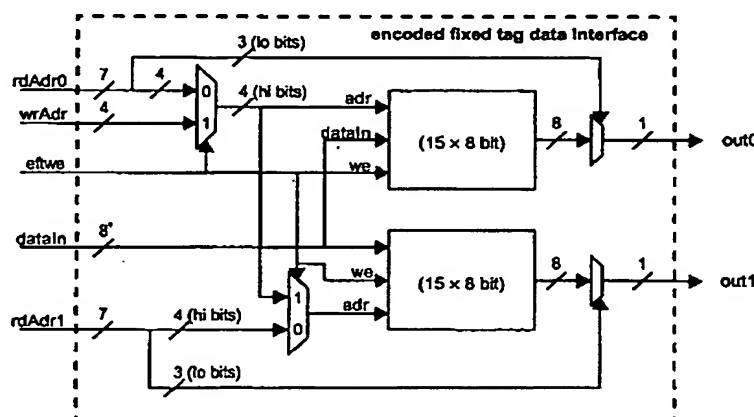 encoded fixed tag data interface
3 (lo bits)
rdAdr0
7
4
0
4 (hi bits)
adr
wrAdr
4
1
dataIn
(15 × 8 bit)
8
1
out0
eftwe
we
dataIn
8*
1
we
(15 × 8 bit)
8
1
out1
rdAdr1
7
4 (hi bits)
0
adr
3 (lo bits)